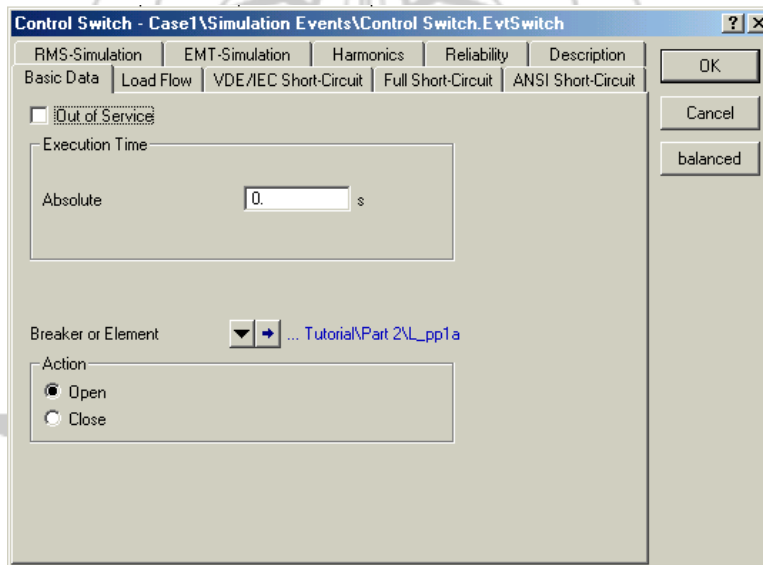 Control Switch - Case1\Simulation Events\Control Switch.EvtSwitch
RMS-Simulation EMT-Simulation Harmonics Reliability Description
Basic Data Load Flow VDE/IEC Short-Circuit Full Short-Circuit ANSI Short-Circuit
OK
Cancel
balanced
Out of Service
Execution Time
Absolute 0. s
Breaker or Element ... Tutorial\Part 2\L_pp1a
Action
Open
Close